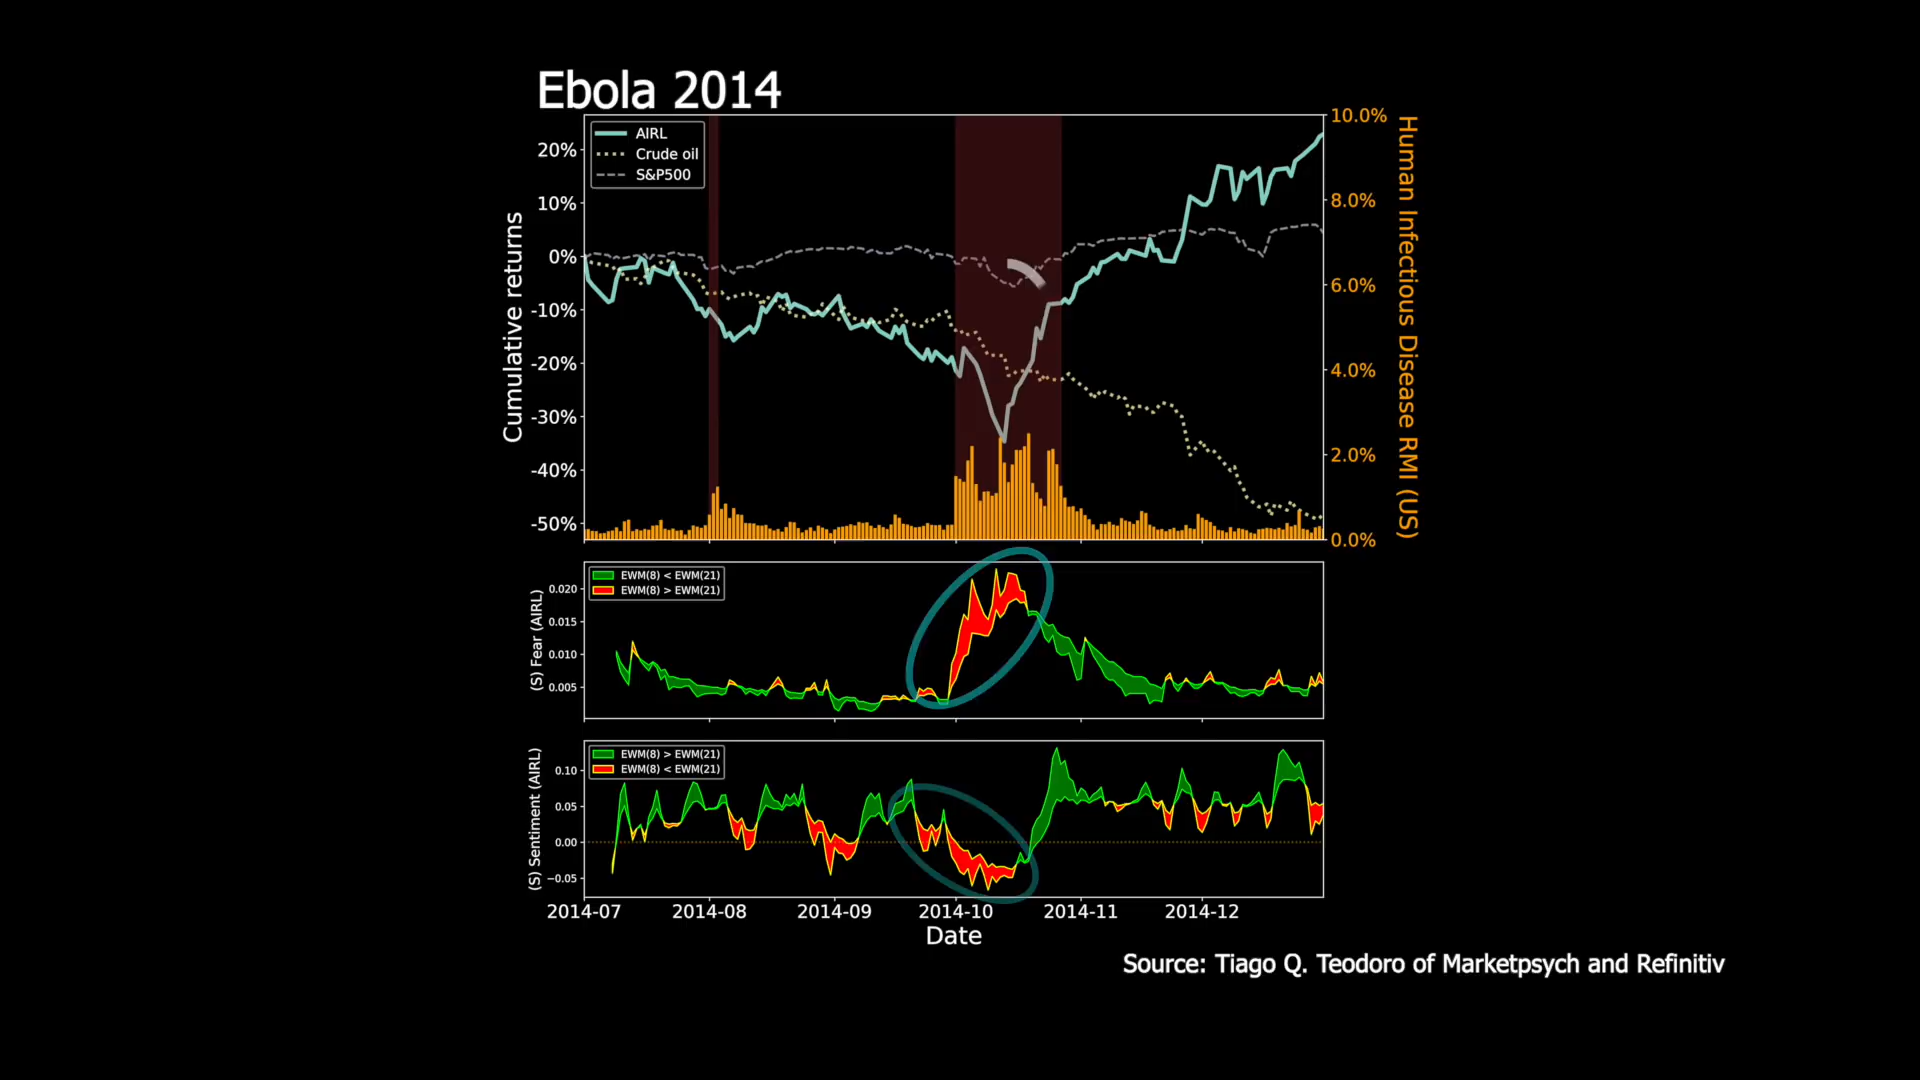 Ebola 2014
AIRL
Crude oil
S&P500
20%
10%
0%
-10%
-20%
-30%
-40%
-50%
Cumulative returns
10.0%
8.0%
6.0%
4.0%
2.0%
0.0%
Human Infectious Disease RMI (US)
EWM(8) < EWM(21)
EWM(8) > EWM(21)
0.020
0.015
0.010
0.005
(S) Fear (AIRL)
EWM(8) > EWM(21)
EWM(8) < EWM(21)
0.10
0.05
0.00
−0.05
(S) Sentiment (AIRL)
2014-07 2014-08 2014-09 2014-10 2014-11 2014-12
Date
Source: Tiago Q. Teodoro of Marketpsych and Refinitiv